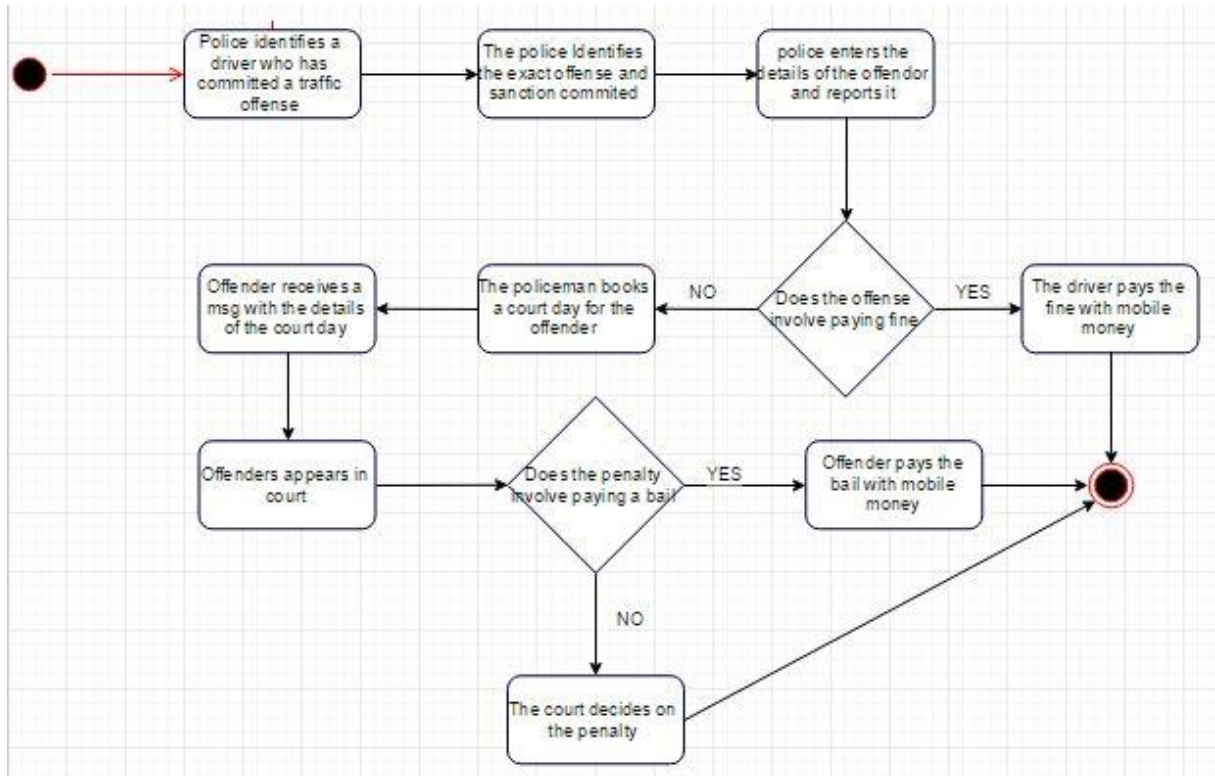 Police identifies a
driver who has
committed a traffic
offense
The police Identifies
the exact offense and
sanction commited
police enters the
details of the offendor
and reports it
Offender receives a
msg with the details
of the court day
The policeman books
a court day for the
offender
NO
Does the offense
involve paying fine
YES
The driver pays the
fine with mobile
money
Offenders appears in
court
Does the penalty
involve paying a bail
YES
Offender pays the
bail with mobile
money
NO
The court decides on
the penalty